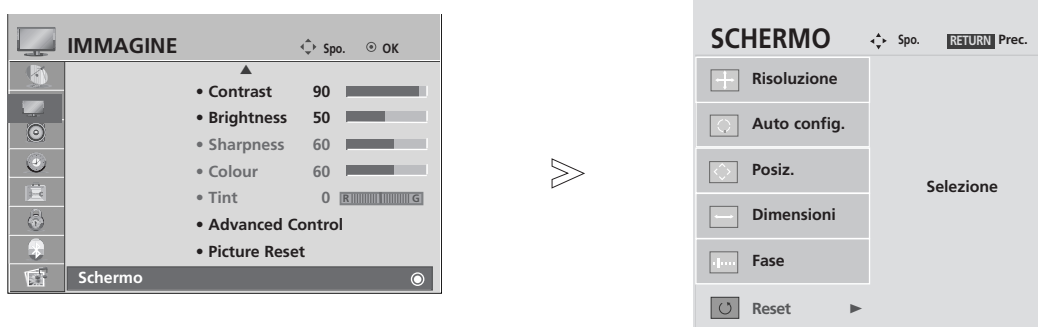 IMMAGINE Spo. OK
• Contrast 90
• Brightness 50
• Sharpness 60
• Colour 60
• Tint 0 R G
• Advanced Control
• Picture Reset
Schermo
SCHERMO Spo. RETURN Prec.
Risoluzione
Auto config.
Posiz.
Dimensioni
Fase
Reset
Selezione